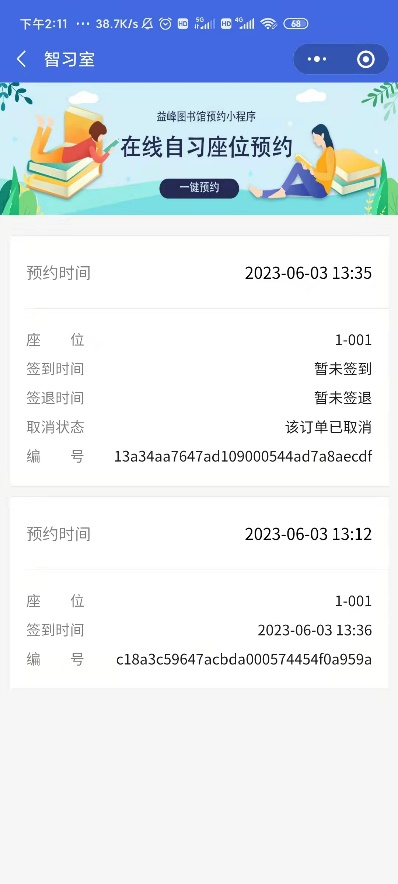 下午2:11 ··· 38.7K/s HD 5G HD 4G 68
智习室
益峰图书馆预约小程序
在线自习座位预约
一键预约
预约时间 2023-06-03 13:35
座 位 1-001
签到时间 暂未签到
签退时间 暂未签退
取消状态 该订单已取消
编 号 13a34aa7647ad109000544ad7a8aecdf
预约时间 2023-06-03 13:12
座 位 1-001
签到时间 2023-06-03 13:36
编 号 c18a3c59647acbda000574454f0a959a